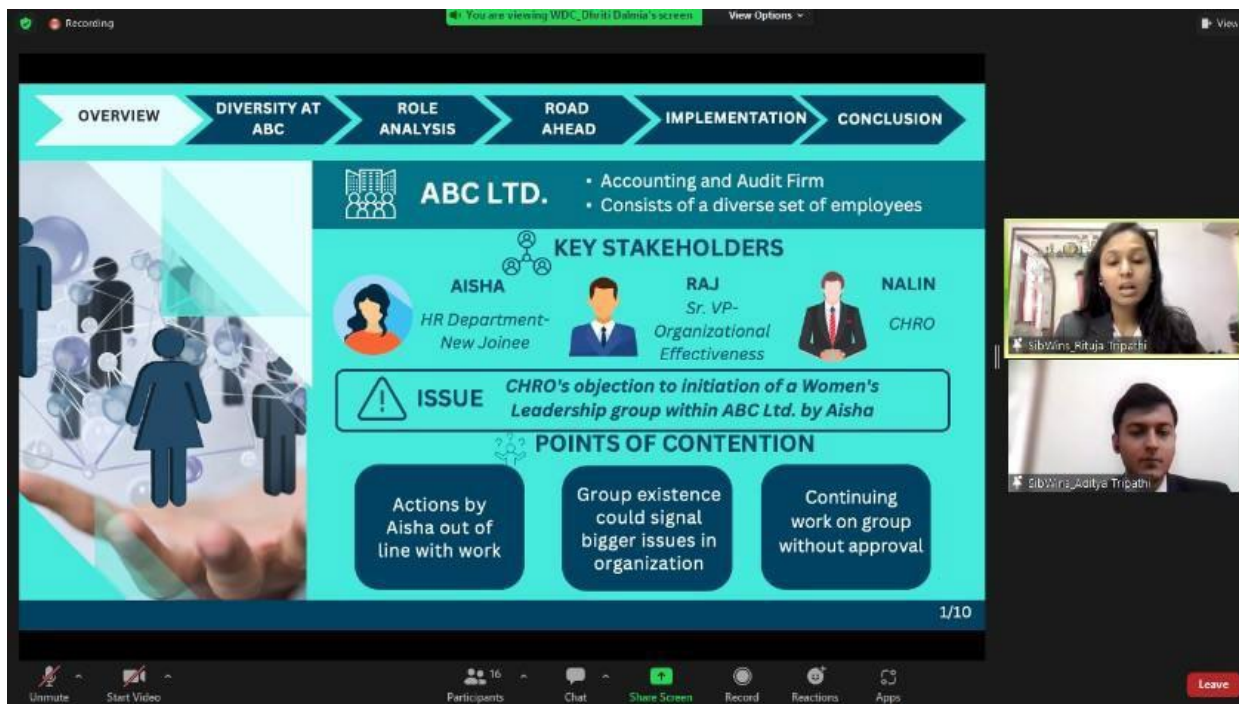 Recording
You are viewing WDC_Dhriti Dalmia's screen
View Options
View
OVERVIEW
DIVERSITY AT
ABC
ROLE
ANALYSIS
ROAD
AHEAD
IMPLEMENTATION
CONCLUSION
ABC LTD.
• Accounting and Audit Firm
• Consists of a diverse set of employees
KEY STAKEHOLDERS
AISHA
HR Department-
New Joinee
RAJ
Sr. VP-
Organizational
Effectiveness
NALIN
CHRO
ISSUE
CHRO's objection to initiation of a Women's
Leadership group within ABC Ltd. by Aisha
POINTS OF CONTENTION
Actions by
Aisha out of
line with work
Group existence
could signal
bigger issues in
organization
Continuing
work on group
without approval
1/10
SibWins_Rituja Tripathi
SibWins_Aditya Tripathi
Unmute
Start Video
16
Participants
Chat
Share Screen
Record
Reactions
Apps
Leave